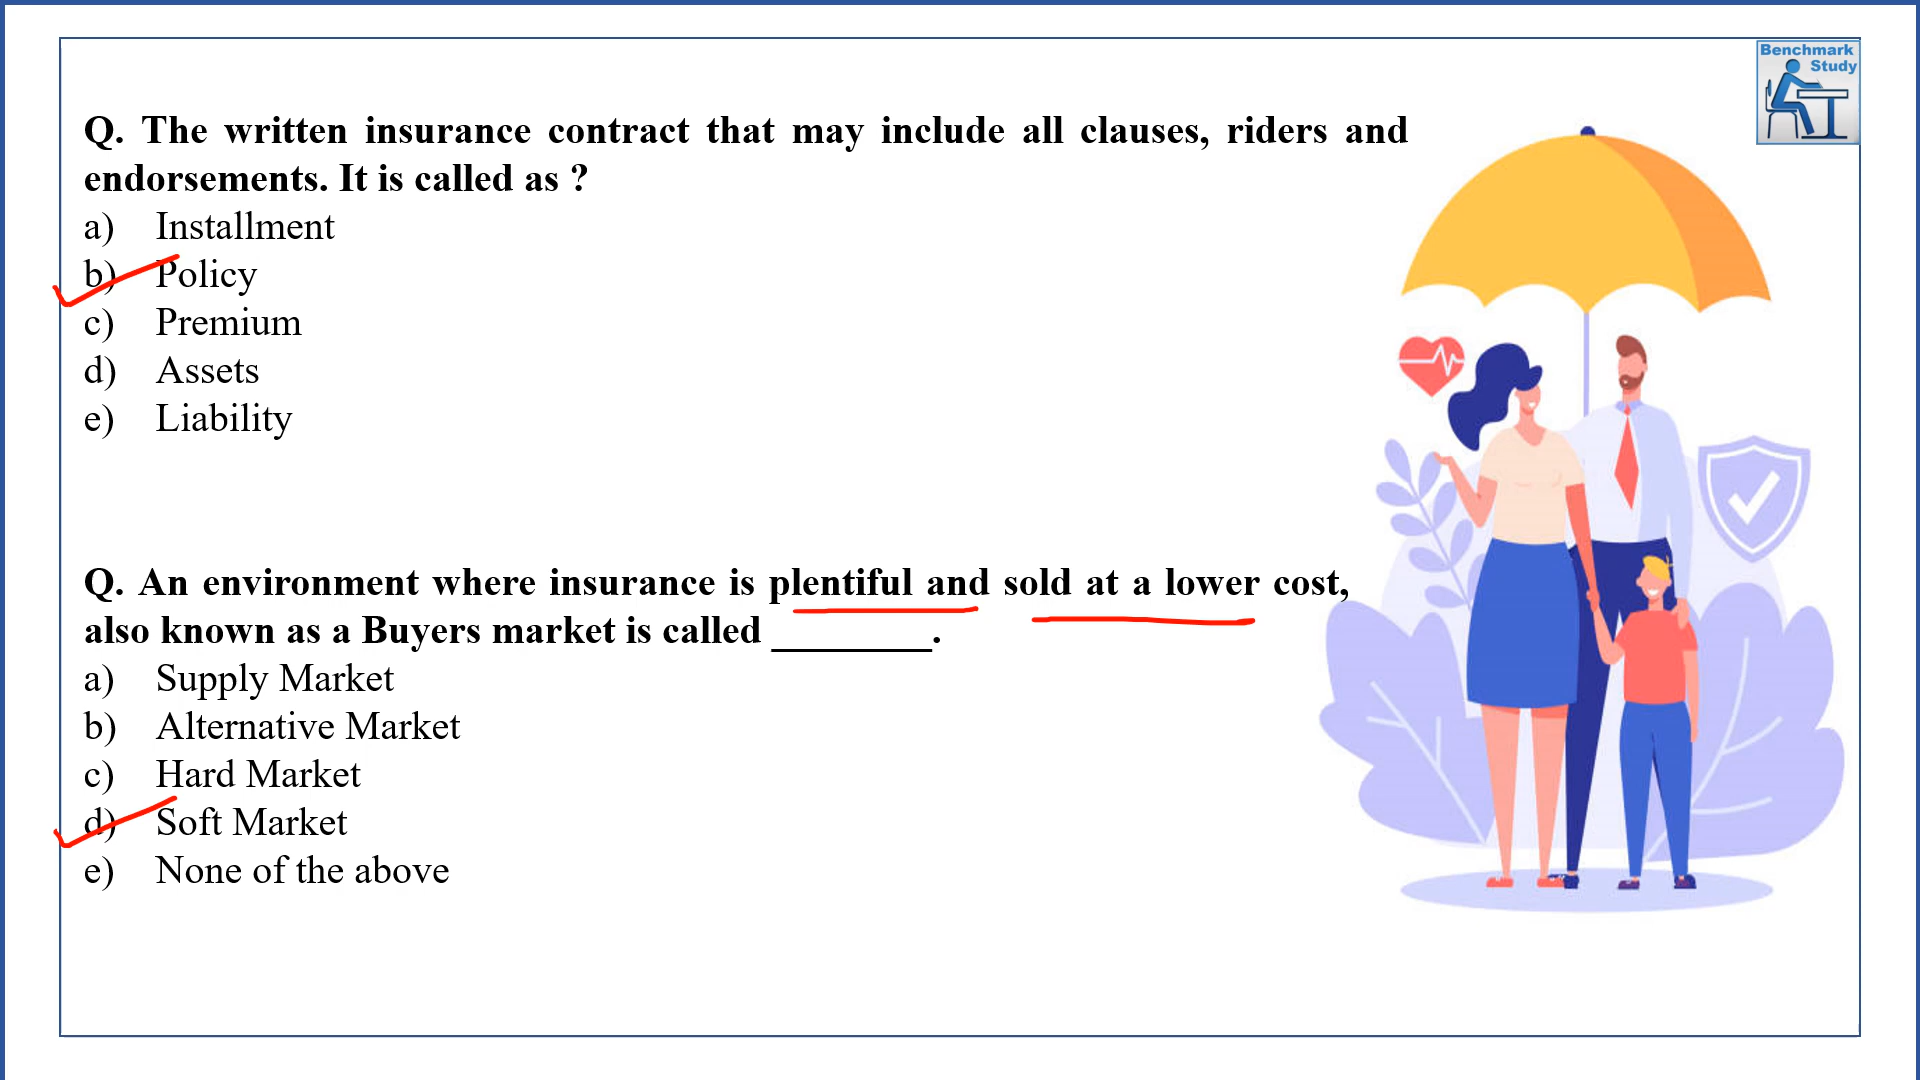 Benchmark
Study
Q. The written insurance contract that may include all clauses, riders and
endorsements. It is called as ?
a) Installment
b) Policy
c) Premium
d) Assets
e) Liability
Q. An environment where insurance is plentiful and sold at a lower cost,
also known as a Buyers market is called ________.
a) Supply Market
b) Alternative Market
c) Hard Market
d) Soft Market
e) None of the above